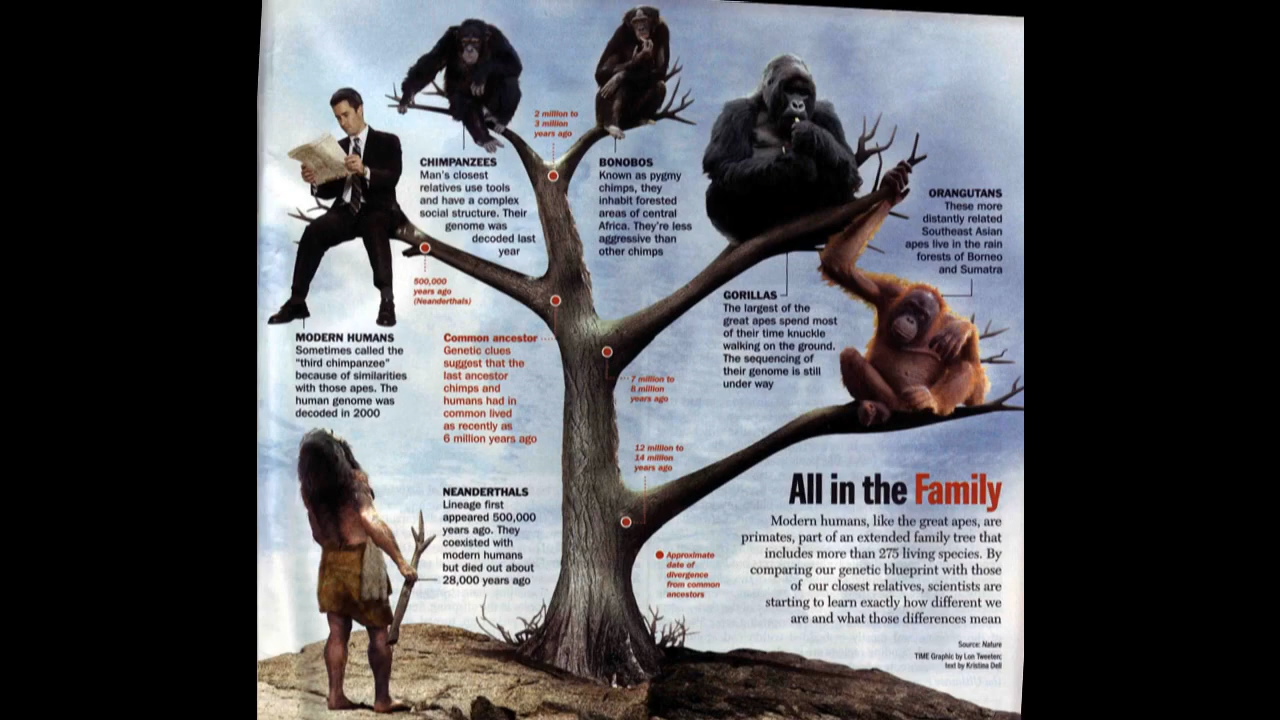 2 million to
3 million
years ago
CHIMPANZEES
Man's closest
relatives use tools
and have a complex
social structure. Their
genome was
decoded last
year
BONOBOS
Known as pygmy
chimps, they
inhabit forested
areas of central
Africa. They're less
aggressive than
other chimps
ORANGUTANS
These more
distantly related
Southeast Asian
apes live in the rain
forests of Borneo
and Sumatra
500,000
years ago
(Neanderthals)
GORILLAS
The largest of the
great apes spend most
of their time knuckle
walking on the ground.
The sequencing of
their genome is still
under way
MODERN HUMANS
Sometimes called the
"third chimpanzee"
because of similarities
with those apes. The
human genome was
decoded in 2000
Common ancestor
Genetic clues
suggest that the
last ancestor
chimps and
humans had in
common lived
as recently as
6 million years ago
7 million to
8 million
years ago
12 million to
14 million
years ago
NEANDERTHALS
Lineage first
appeared 500,000
years ago. They
coexisted with
modern humans
but died out about
28,000 years ago
Approximate
date of
divergence
from common
ancestors
All in the Family
Modern humans, like the great apes, are
primates, part of an extended family tree that
includes more than 275 living species. By
comparing our genetic blueprint with those
of our closest relatives, scientists are
starting to learn exactly how different we
are and what those differences mean
Source: Nature
TIME Graphic by Lon Tweeten;
text by Kristina Dell